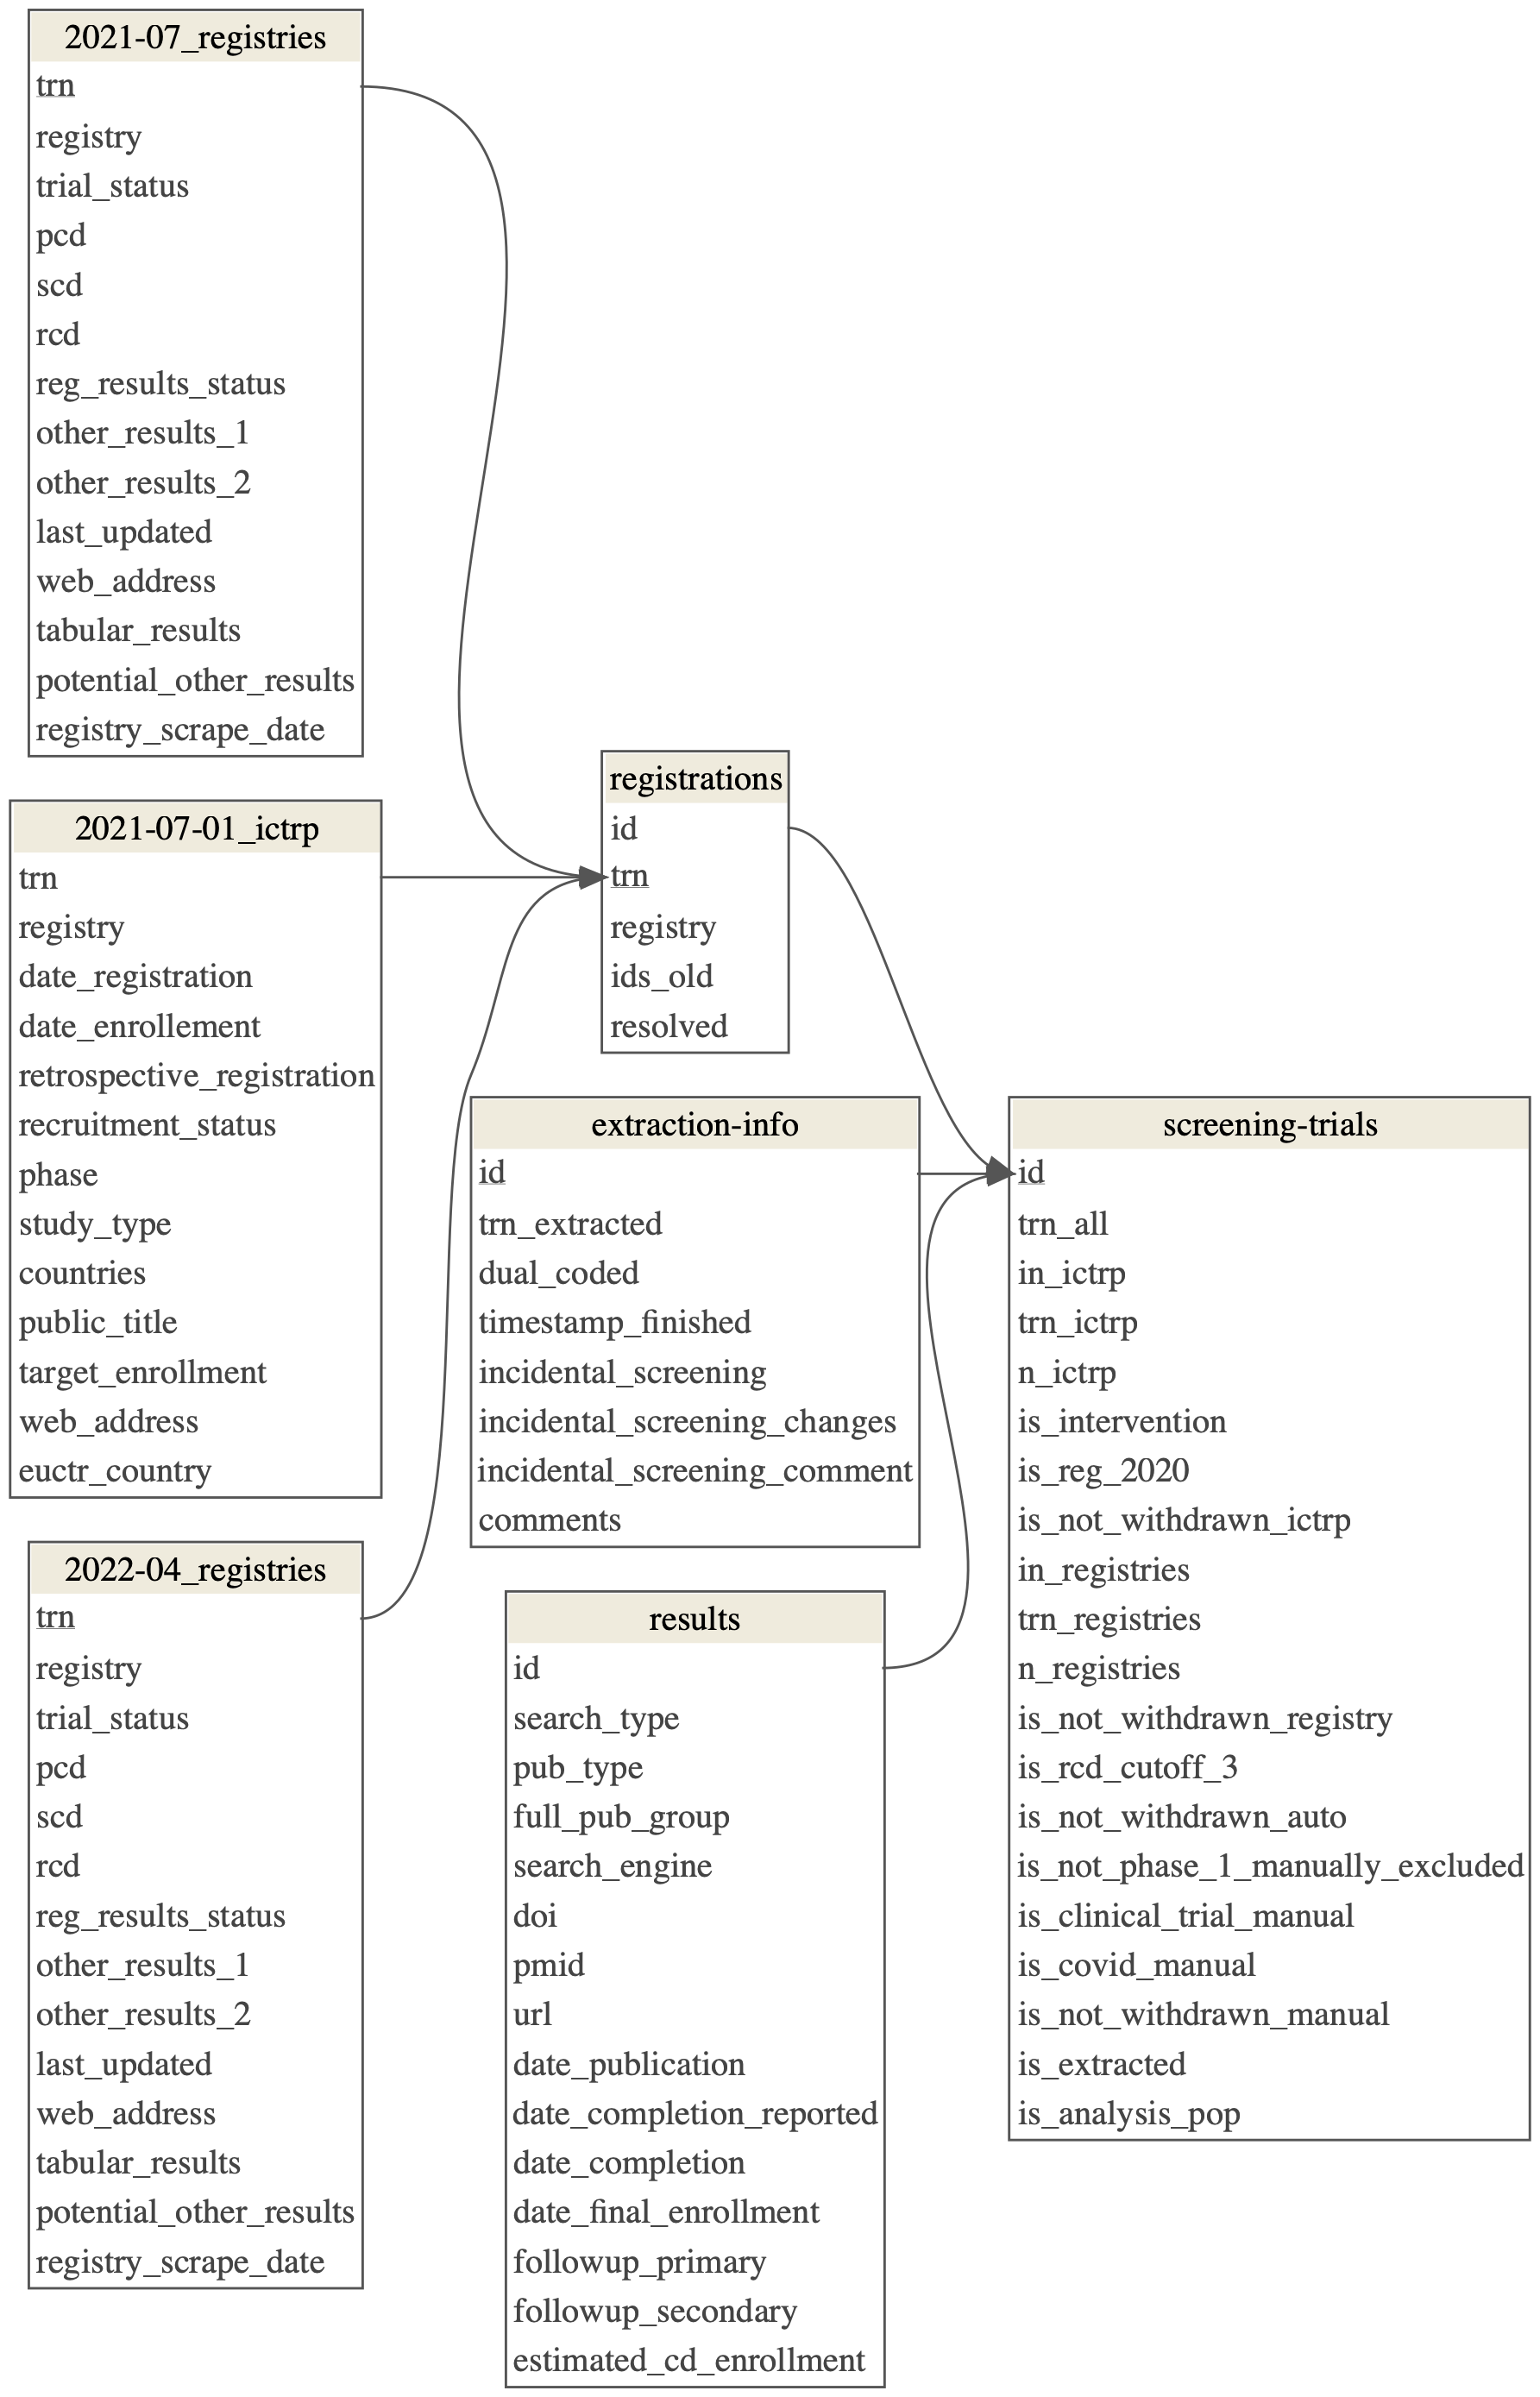 2021-07_registries
trn
registry
trial_status
pcd
scd
rcd
reg_results_status
other_results_1
other_results_2
last_updated
web_address
tabular_results
potential_other_results
registry_scrape_date
2021-07-01_ictrp
trn
registry
date_registration
date_enrollement
retrospective_registration
recruitment_status
phase
study_type
countries
public_title
target_enrollment
web_address
euctr_country
2022-04_registries
trn
registry
trial_status
pcd
scd
rcd
reg_results_status
other_results_1
other_results_2
last_updated
web_address
tabular_results
potential_other_results
registry_scrape_date
registrations
id
trn
registry
ids_old
resolved
extraction-info
id
trn_extracted
dual_coded
timestamp_finished
incidental_screening
incidental_screening_changes
incidental_screening_comment
comments
results
id
search_type
pub_type
full_pub_group
search_engine
doi
pmid
url
date_publication
date_completion_reported
date_completion
date_final_enrollment
followup_primary
followup_secondary
estimated_cd_enrollment
screening-trials
id
trn_all
in_ictrp
trn_ictrp
n_ictrp
is_intervention
is_reg_2020
is_not_withdrawn_ictrp
in_registries
trn_registries
n_registries
is_not_withdrawn_registry
is_rcd_cutoff_3
is_not_withdrawn_auto
is_not_phase_1_manually_excluded
is_clinical_trial_manual
is_covid_manual
is_not_withdrawn_manual
is_extracted
is_analysis_pop